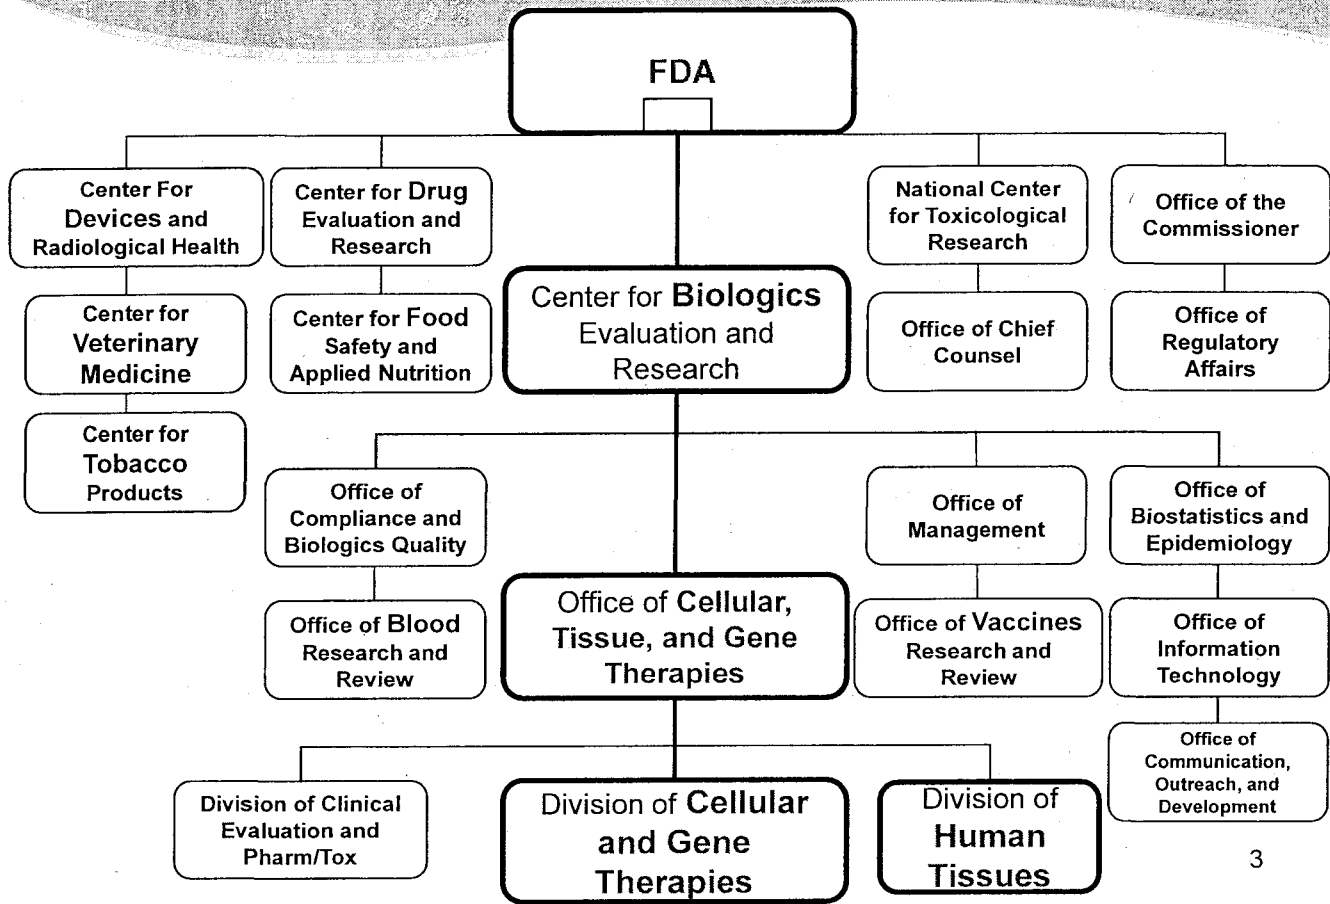 FDA
Center For
Devices and
Radiological Health
Center for Drug
Evaluation and
Research
National Center
for Toxicological
Research
Office of the
Commissioner
Center for
Veterinary
Medicine
Center for Food
Safety and
Applied Nutrition
Center for Biologics
Evaluation and
Research
Office of Chief
Counsel
Office of
Regulatory
Affairs
Center for
Tobacco
Products
Office of
Compliance and
Biologics Quality
Office of
Management
Office of
Biostatistics and
Epidemiology
Office of Blood
Research and
Review
Office of Cellular,
Tissue, and Gene
Therapies
Office of Vaccines
Research and
Review
Office of
Information
Technology
Office of
Communication,
Outreach, and
Development
Division of Clinical
Evaluation and
Pharm/Tox
Division of Cellular
and Gene
Therapies
Division of
Human
Tissues
3